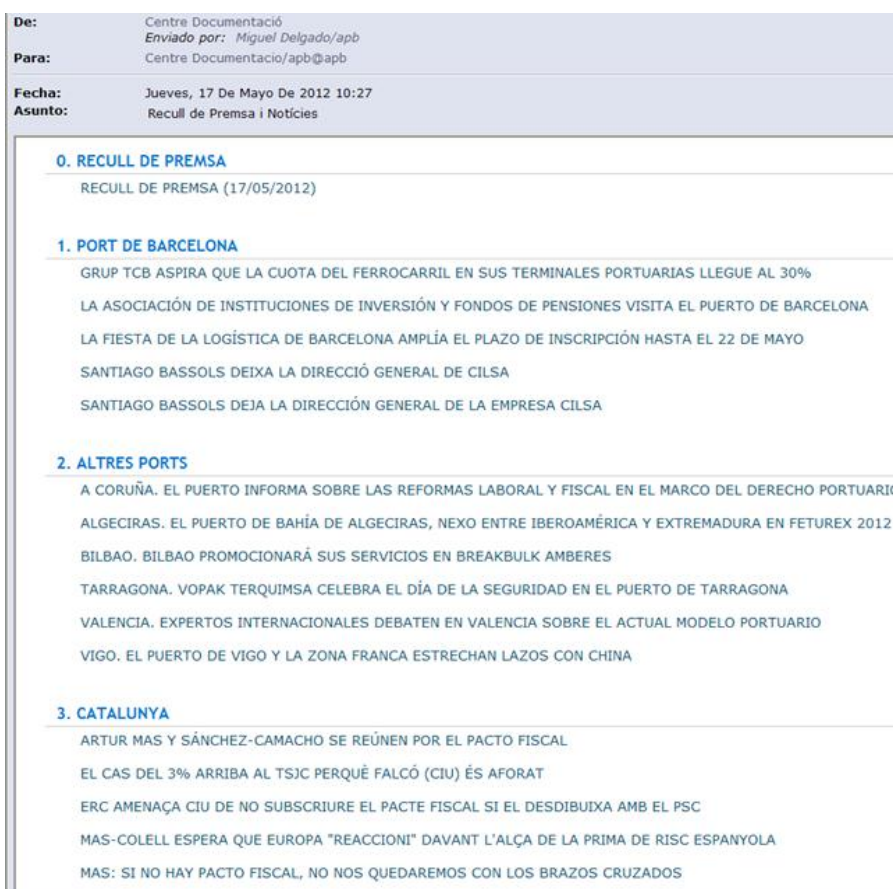 De: Centre Documentació
Enviado por: Miguel Delgado/apb
Para: Centre Documentacio/apb@apb
Fecha: Jueves, 17 De Mayo De 2012 10:27
Asunto: Recull de Premsa i Notícies
0. RECULL DE PREMSA
RECULL DE PREMSA (17/05/2012)
1. PORT DE BARCELONA
GRUP TCB ASPIRA QUE LA CUOTA DEL FERROCARRIL EN SUS TERMINALES PORTUARIAS LLEGUE AL 30%
LA ASOCIACIÓN DE INSTITUCIONES DE INVERSIÓN Y FONDOS DE PENSIONES VISITA EL PUERTO DE BARCELONA
LA FIESTA DE LA LOGÍSTICA DE BARCELONA AMPLÍA EL PLAZO DE INSCRIPCIÓN HASTA EL 22 DE MAYO
SANTIAGO BASSOLS DEIXA LA DIRECCIÓ GENERAL DE CILSA
SANTIAGO BASSOLS DEJA LA DIRECCIÓN GENERAL DE LA EMPRESA CILSA
2. ALTRES PORTS
A CORUÑA. EL PUERTO INFORMA SOBRE LAS REFORMAS LABORAL Y FISCAL EN EL MARCO DEL DERECHO PORTUARIO
ALGECIRAS. EL PUERTO DE BAHÍA DE ALGECIRAS, NEXO ENTRE IBEROAMÉRICA Y EXTREMADURA EN FETUREX 2012
BILBAO. BILBAO PROMOCIONARÁ SUS SERVICIOS EN BREAKBULK AMBERES
TARRAGONA. VOPAK TERQUIMSA CELEBRA EL DÍA DE LA SEGURIDAD EN EL PUERTO DE TARRAGONA
VALENCIA. EXPERTOS INTERNACIONALES DEBATEN EN VALENCIA SOBRE EL ACTUAL MODELO PORTUARIO
VIGO. EL PUERTO DE VIGO Y LA ZONA FRANCA ESTRECHAN LAZOS CON CHINA
3. CATALUNYA
ARTUR MAS Y SÁNCHEZ-CAMACHO SE REÚNEN POR EL PACTO FISCAL
EL CAS DEL 3% ARRIBA AL TSJC PERQUÈ FALCÓ (CIU) ÉS AFORAT
ERC AMENAÇA CIU DE NO SUBSCRIURE EL PACTE FISCAL SI EL DESDIBUIXA AMB EL PSC
MAS-COLELL ESPERA QUE EUROPA "REACCIONI" DAVANT L'ALÇA DE LA PRIMA DE RISC ESPANYOLA
MAS: SI NO HAY PACTO FISCAL, NO NOS QUEDAREMOS CON LOS BRAZOS CRUZADOS